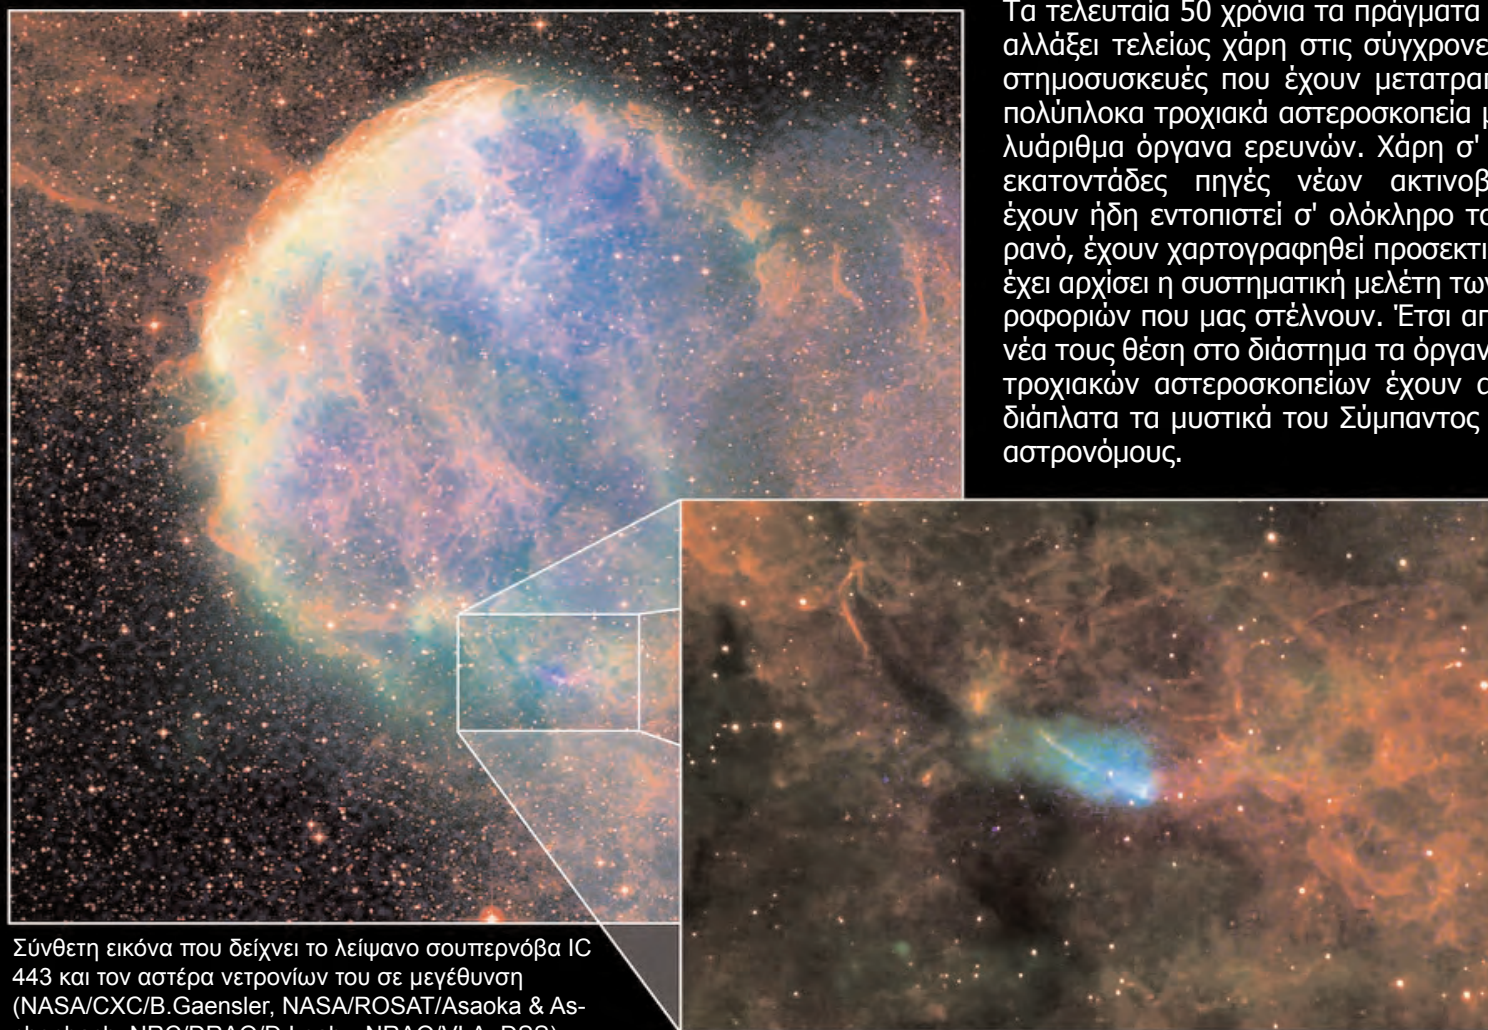 Τα τελευταία 50 χρόνια τα πράγματα
αλλάξει τελείως χάρη στις σύγχρονε
στημοσυσκευές που έχουν μετατραπ
πολύπλοκα τροχιακά αστεροσκοπεία μ
λυάριθμα όργανα ερευνών. Χάρη σ'
εκατοντάδες πηγές νέων ακτινοβ
έχουν ήδη εντοπιστεί σ' ολόκληρο το
ρανό, έχουν χαρτογραφηθεί προσεκτι
έχει αρχίσει η συστηματική μελέτη των
ροφοριών που μας στέλνουν. Έτσι απ
νέα τους θέση στο διάστημα τα όργαν
τροχιακών αστεροσκοπείων έχουν α
διάπλατα τα μυστικά του Σύμπαντος
αστρονόμους.
Σύνθετη εικόνα που δείχνει το λείψανο σουπερνόβα IC
443 και τον αστέρα νετρονίων του σε μεγέθυνση
(NASA/CXC/B.Gaensler, NASA/ROSAT/Asaoka & As-